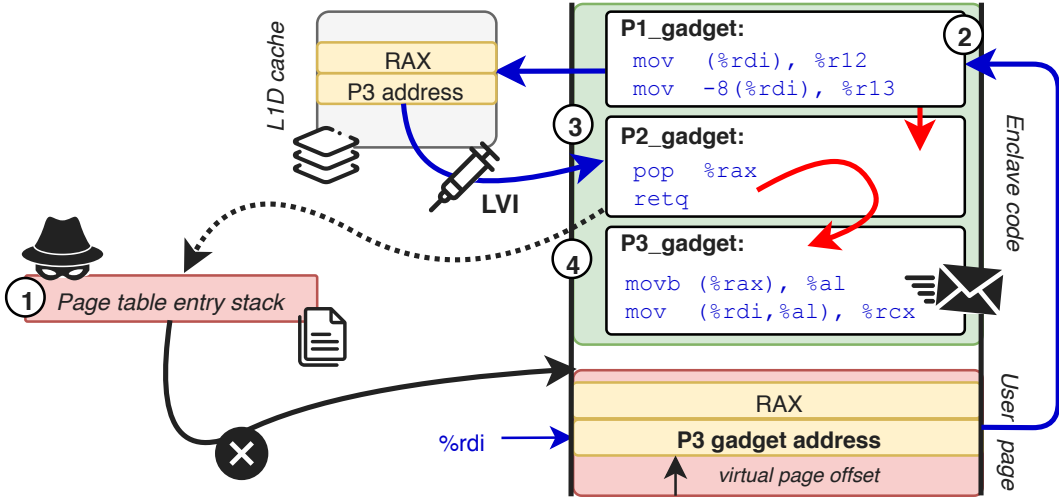 L1D cache
RAX
P3 address
LVI
1
Page table entry stack
2
P1_gadget:
mov (%rdi), %r12
mov -8(%rdi), %r13
3
P2_gadget:
pop %rax
retq
4
P3_gadget:
movb (%rax), %al
mov (%rdi,%al), %rcx
Enclave code
RAX
%rdi
P3 gadget address
virtual page offset
User page